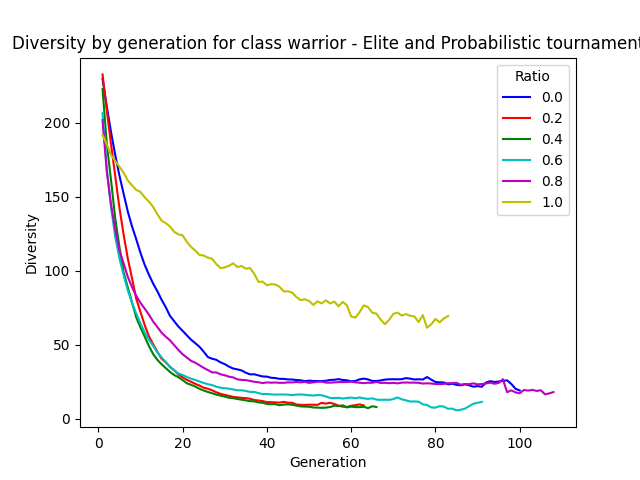 Diversity by generation for class warrior - Elite and Probabilistic tournament
Diversity
200
150
100
50
0
Ratio
0.0
0.2
0.4
0.6
0.8
1.0
0 20 40 60 80 100
Generation